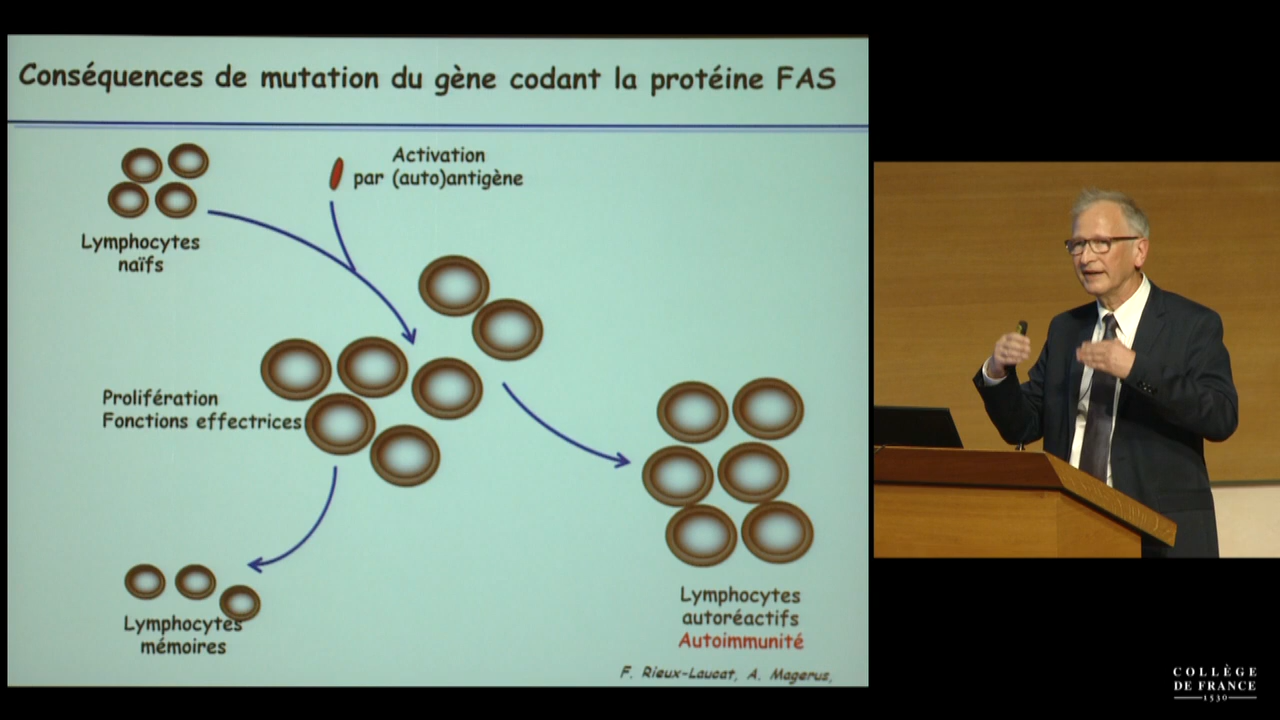 Conséquences de mutation du gène codant la protéine FAS
Activation
par (auto)antigène
Lymphocytes
naïfs
Prolifération
Fonctions effectrices
Lymphocytes
mémoires
Lymphocytes
autoréactifs
Autoimmunité
F. Rieux-Laucat, A. Magerus,
COLLÈGE
DE FRANCE
1530